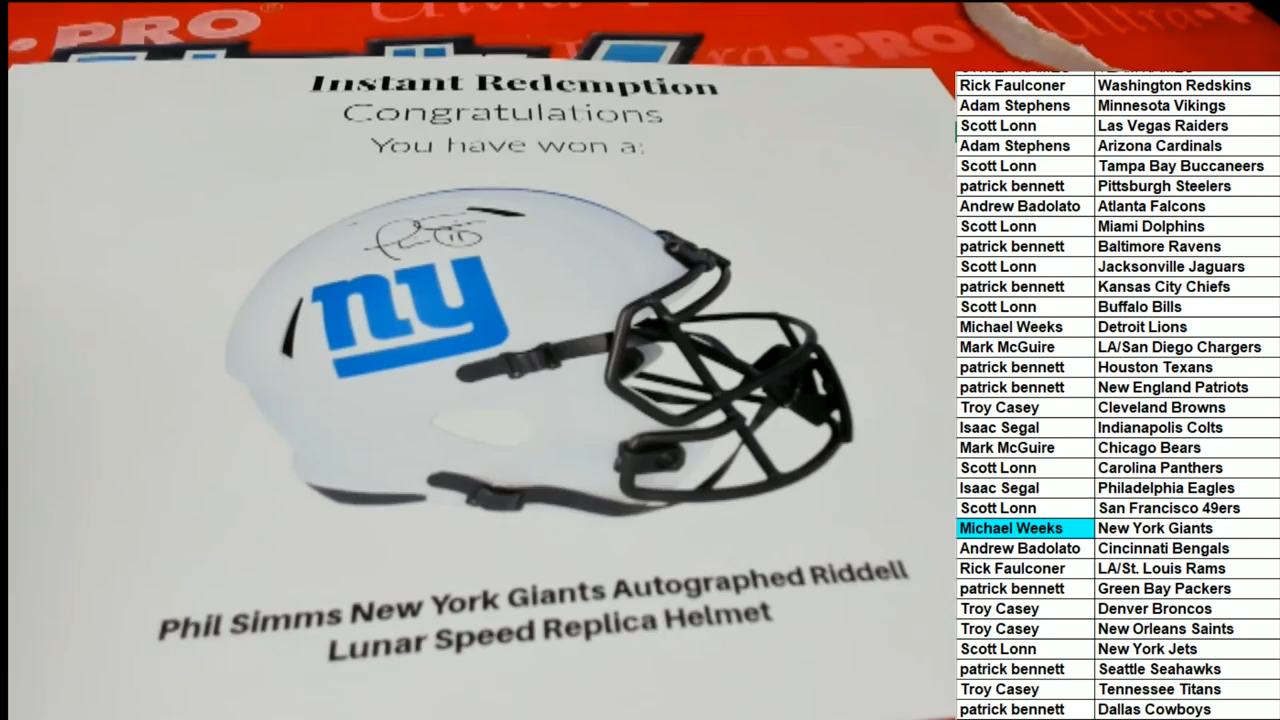 PRO®
Ultra
Ultra•PRO
Ultra•P
Instant Redemption
Congratulations
You have won a:
ny
Phil Simms New York Giants Autographed Riddell
Lunar Speed Replica Helmet
Rick Faulconer Washington Redskins
Adam Stephens Minnesota Vikings
Scott Lonn Las Vegas Raiders
Adam Stephens Arizona Cardinals
Scott Lonn Tampa Bay Buccaneers
patrick bennett Pittsburgh Steelers
Andrew Badolato Atlanta Falcons
Scott Lonn Miami Dolphins
patrick bennett Baltimore Ravens
Scott Lonn Jacksonville Jaguars
patrick bennett Kansas City Chiefs
Scott Lonn Buffalo Bills
Michael Weeks Detroit Lions
Mark McGuire LA/San Diego Chargers
patrick bennett Houston Texans
patrick bennett New England Patriots
Troy Casey Cleveland Browns
Isaac Segal Indianapolis Colts
Mark McGuire Chicago Bears
Scott Lonn Carolina Panthers
Isaac Segal Philadelphia Eagles
Scott Lonn San Francisco 49ers
Michael Weeks New York Giants
Andrew Badolato Cincinnati Bengals
Rick Faulconer LA/St. Louis Rams
patrick bennett Green Bay Packers
Troy Casey Denver Broncos
Troy Casey New Orleans Saints
Scott Lonn New York Jets
patrick bennett Seattle Seahawks
Troy Casey Tennessee Titans
patrick bennett Dallas Cowboys